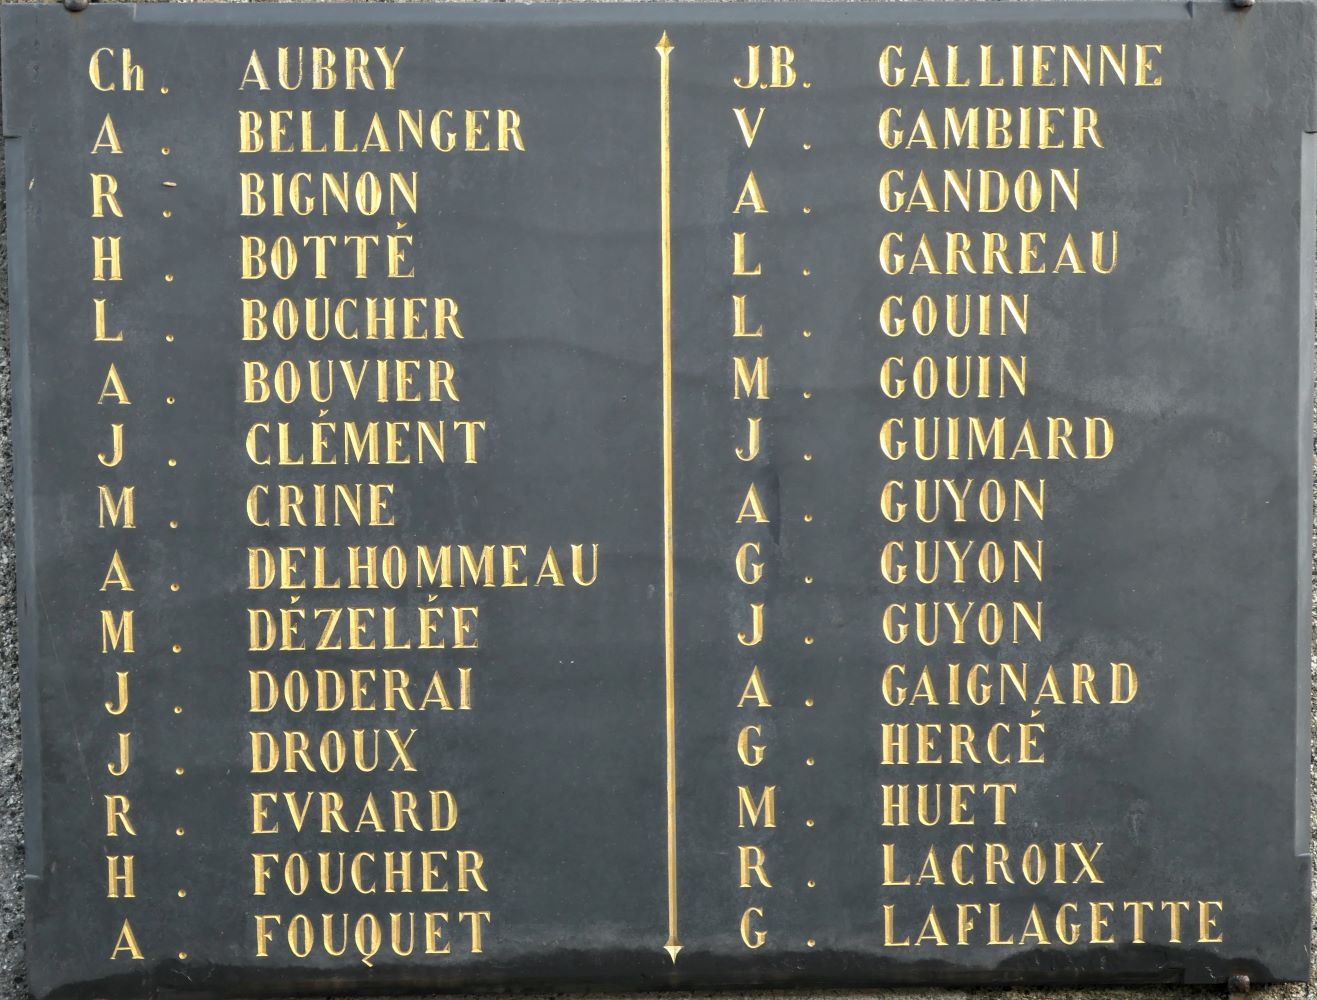 Ch. AUBRY
A. BELLANGER
R. BIGNON
H. BOTTÉ
L. BOUCHER
A. BOUVIER
J. CLÉMENT
M. CRINE
A. DELHOMMEAU
M. DÉZELÉE
J. DODERAI
J. DROUX
R. EVRARD
H. FOUCHER
A. FOUQUET
J.B. GALLIENNE
V. GAMBIER
A. GANDON
L. GARREAU
L. GOUIN
M. GOUIN
J. GUIMARD
A. GUYON
G. GUYON
J. GUYON
A. GAIGNARD
G. HERCÉ
M. HUET
R. LACROIX
G. LAFLAGETTE